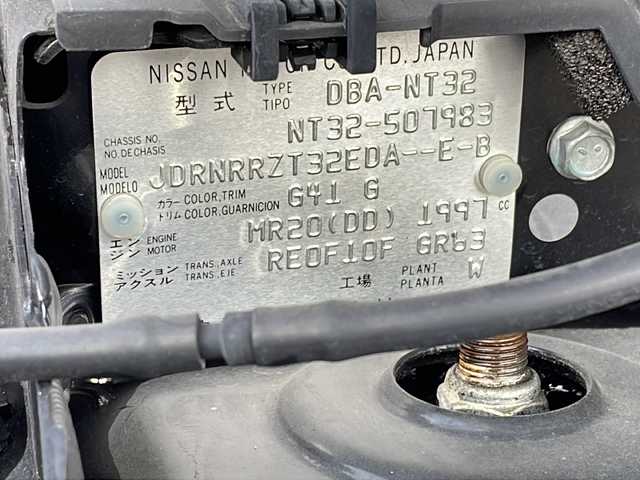 NISSAN CO., LTD. JAPAN
型式 TYPE TIPO DBA-NT32
CHASSIS NO. NO DE CHASIS NT32-507983
MODEL MODELO JDRNRRZT32EDA--E-B
カラー トリム COLOR, TRIM COLOR, GUARNICION G41 G
エンジン ENGINE MOTOR MR20(DD) 1997 cc
ミッション アクスル TRANS., AXLE TRANS., EJE RE0F10F GR63
工場 PLANT PLANTA W